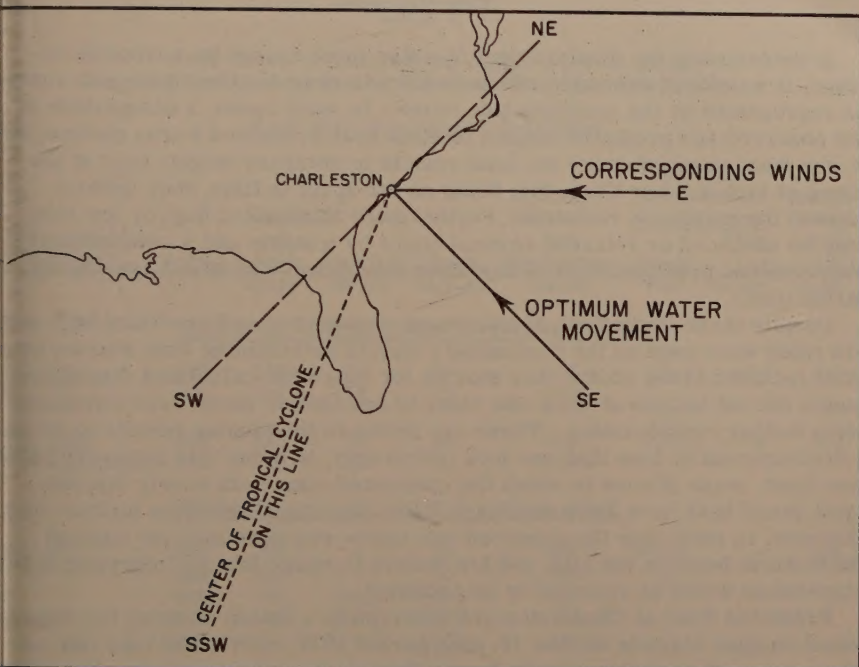 NE
CHARLESTON
CORRESPONDING WINDS
E
OPTIMUM WATER
MOVEMENT
SW
SE
CENTER OF TROPICAL CYCLONE
ON THIS LINE
SSW